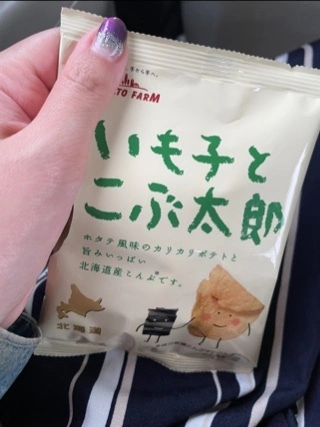 TO FARM
いも子と
こぶ太郎
ホタテ風味のカリカリポテトと
旨みいっぱい
北海道産こんぶです。
北海道